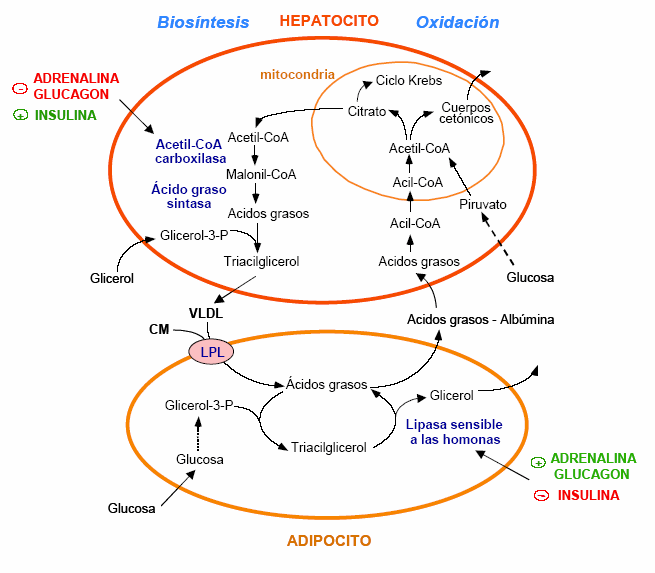 Biosíntesis
HEPATOCITO
Oxidación
mitocondria
Ciclo Krebs
- ADRENALINA
GLUCAGON
+ INSULINA
Citrato
Cuerpos
cetónicos
Acetil-CoA
carboxilasa
Acetil-CoA
Acetil-CoA
Malonil-CoA
Acil-CoA
Ácido graso
sintasa
Acidos grasos
Piruvato
Acil-CoA
Glicerol-3-P
Triacilglicerol
Acidos grasos
Glicerol
Glucosa
VLDL
CM
Acidos grasos - Albúmina
LPL
Ácidos grasos
Glicerol
Glicerol-3-P
Lipasa sensible
a las homonas
Triacilglicerol
Glucosa
+ ADRENALINA
GLUCAGON
- INSULINA
Glucosa
ADIPOCITO